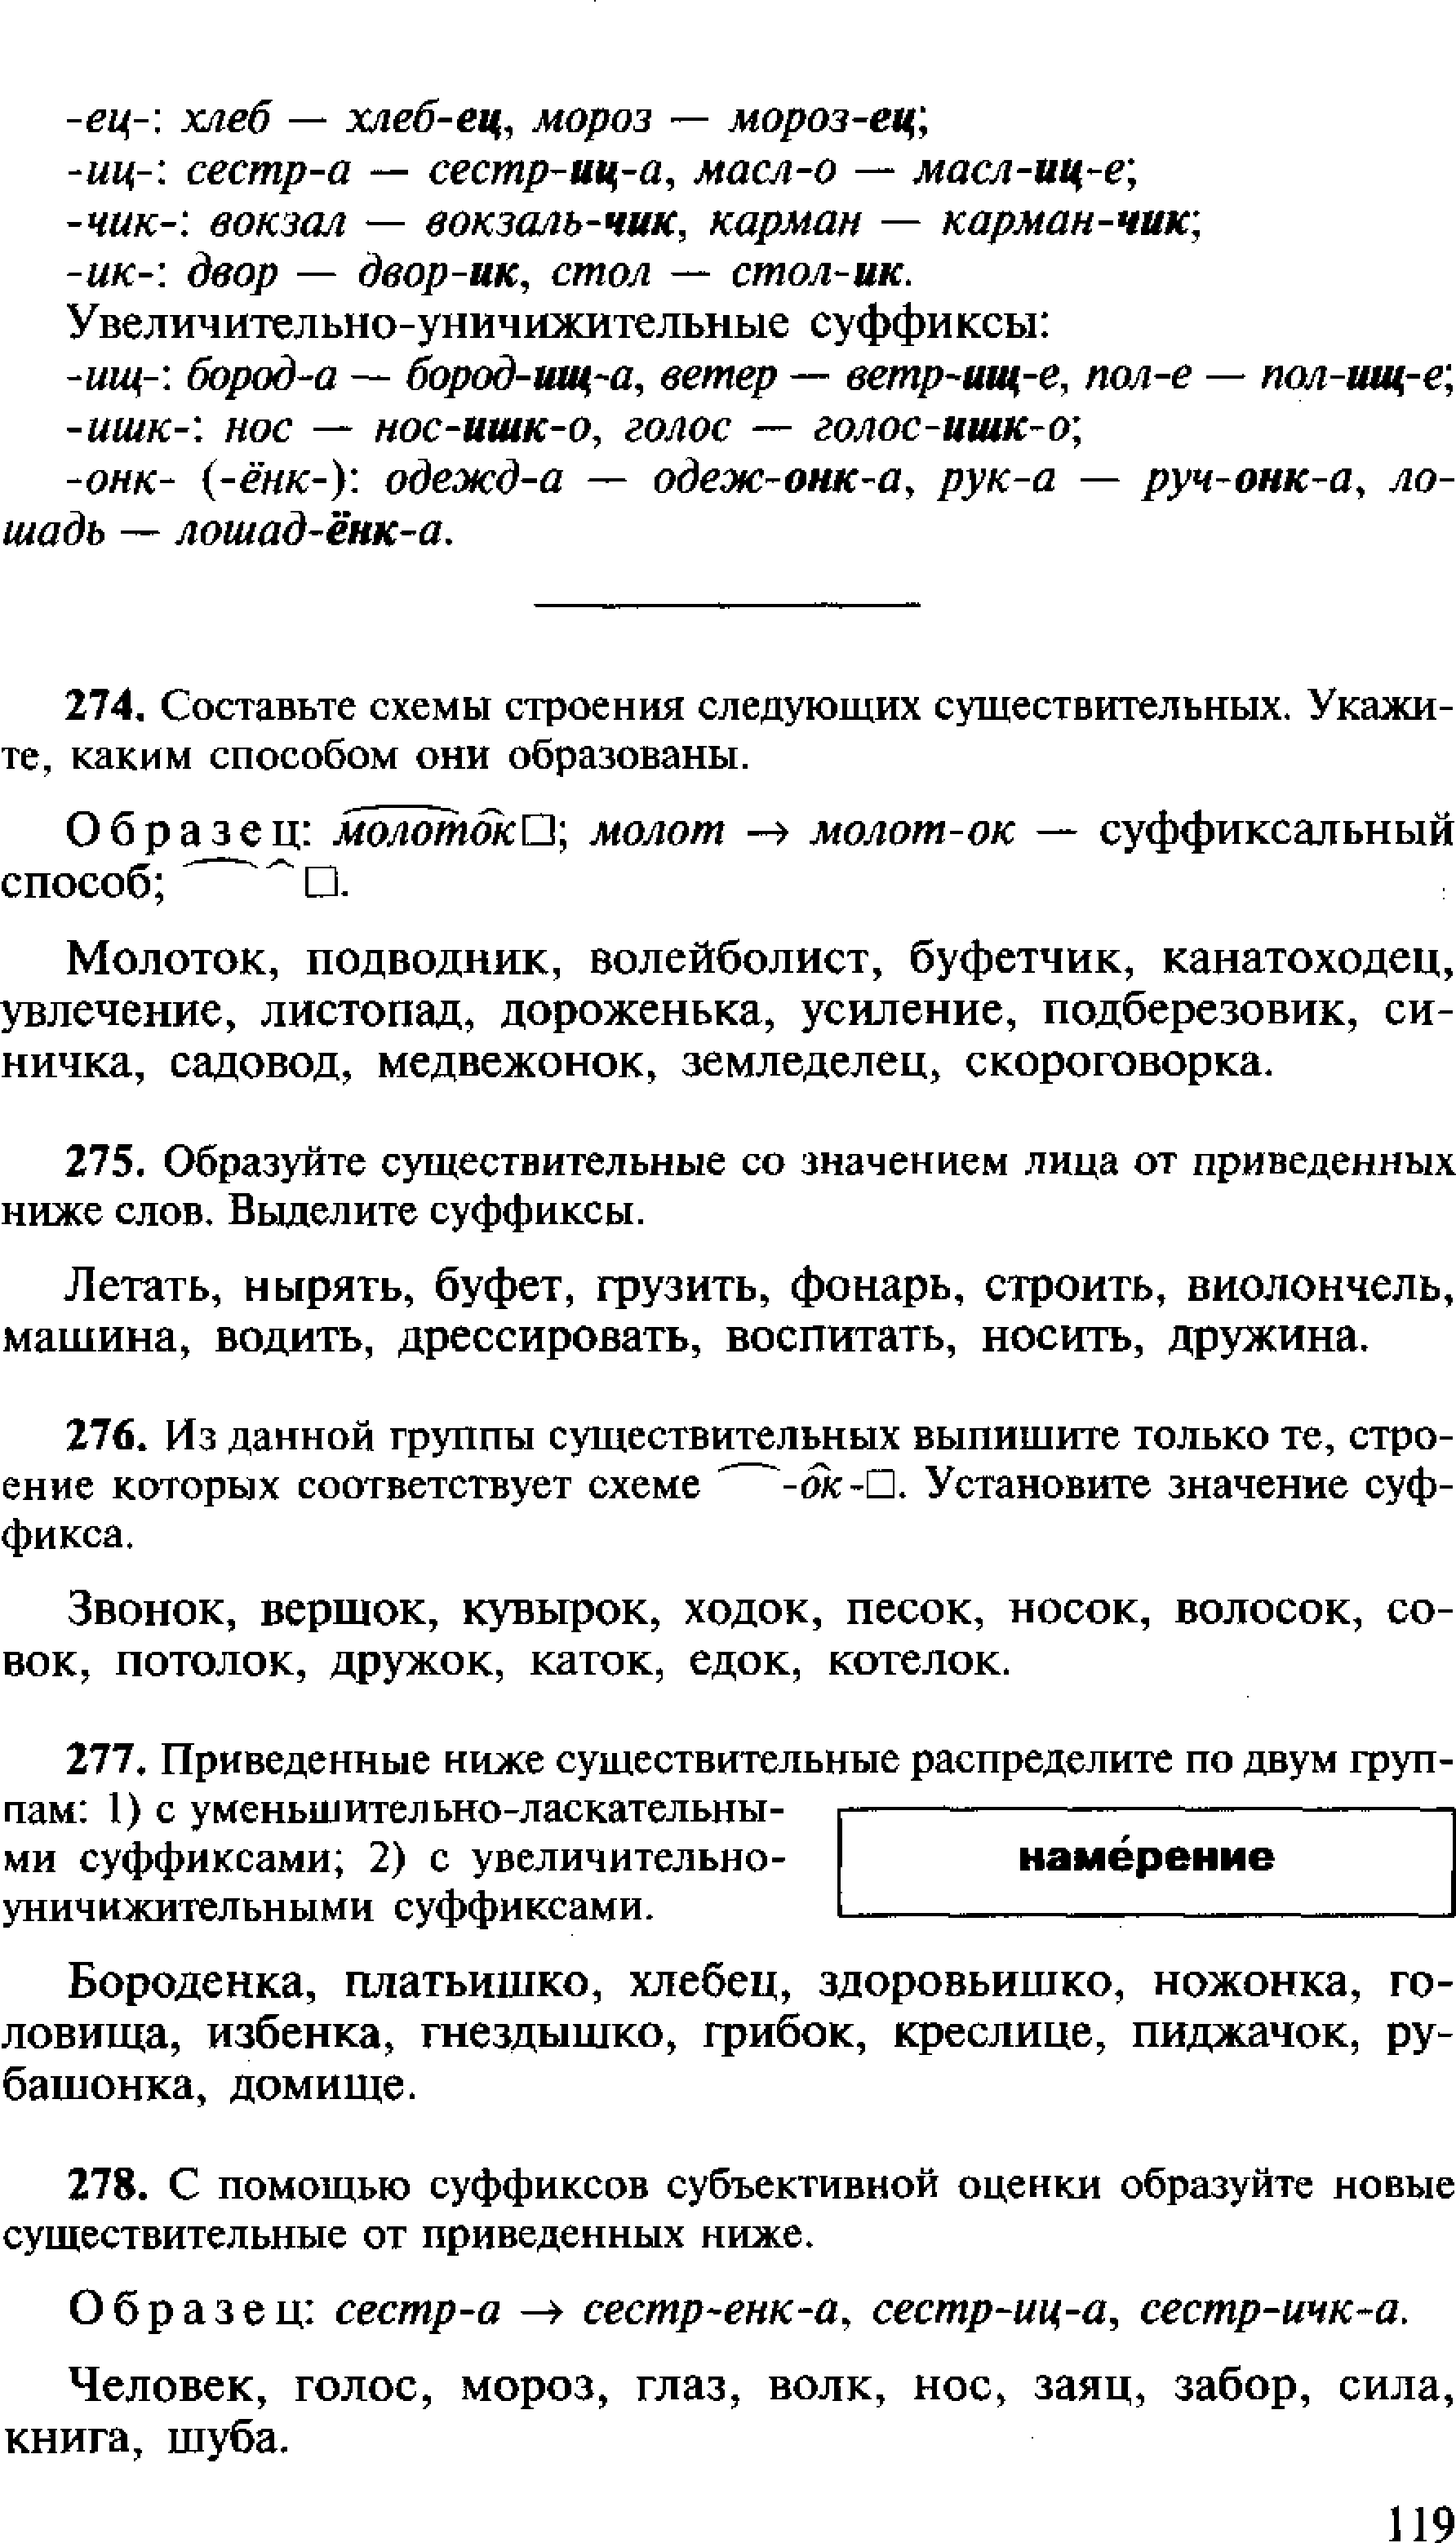 -ец-: хлеб — хлеб-ец, мороз — мороз-ец;
-иц-: сестр-а — сестр-иц-а, масл-о — масл-иц-е;
-чик-: вокзал — вокзаль-чик, карман — карман-чик;
-ик-: двор — двор-ик, стол — стол-ик.
Увеличительно-уничижительные суффиксы:
-ищ-: бород-а — бород-ищ-а, ветер — ветр-ищ-е, пол-е — пол-ищ-е;
-ишк-: нос — нос-ишк-о, голос — голос-ишк-о;
-онк- (-ёнк-): одежд-а — одеж-онк-а, рук-а — руч-онк-а, ло-
шадь — лошад-ёнк-а.
274. Составьте схемы строения следующих существительных. Укажи-
те, каким способом они образованы.
Образец: молоток□; молот → молот-ок — суффиксальный
способ; ⌒ ^ □.
Молоток, подводник, волейболист, буфетчик, канатоходец,
увлечение, листопад, дороженька, усиление, подберезовик, си-
ничка, садовод, медвежонок, земледелец, скороговорка.
275. Образуйте существительные со значением лица от приведенных
ниже слов. Выделите суффиксы.
Летать, нырять, буфет, грузить, фонарь, строить, виолончель,
машина, водить, дрессировать, воспитать, носить, дружина.
276. Из данной группы существительных выпишите только те, стро-
ение которых соответствует схеме ⌒ -ок-□. Установите значение суф-
фикса.
Звонок, вершок, кувырок, ходок, песок, носок, волосок, со-
вок, потолок, дружок, каток, едок, котелок.
277. Приведенные ниже существительные распределите по двум груп-
пам: 1) с уменьшительно-ласкательны-
ми суффиксами; 2) с увеличительно-
уничижительными суффиксами.
намéрение
Бороденка, платьишко, хлебец, здоровьишко, ножонка, го-
ловища, избенка, гнездышко, грибок, креслице, пиджачок, ру-
башонка, домище.
278. С помощью суффиксов субъективной оценки образуйте новые
существительные от приведенных ниже.
Образец: сестр-а → сестр-енк-а, сестр-иц-а, сестр-ичк-а.
Человек, голос, мороз, глаз, волк, нос, заяц, забор, сила,
книга, шуба.
119